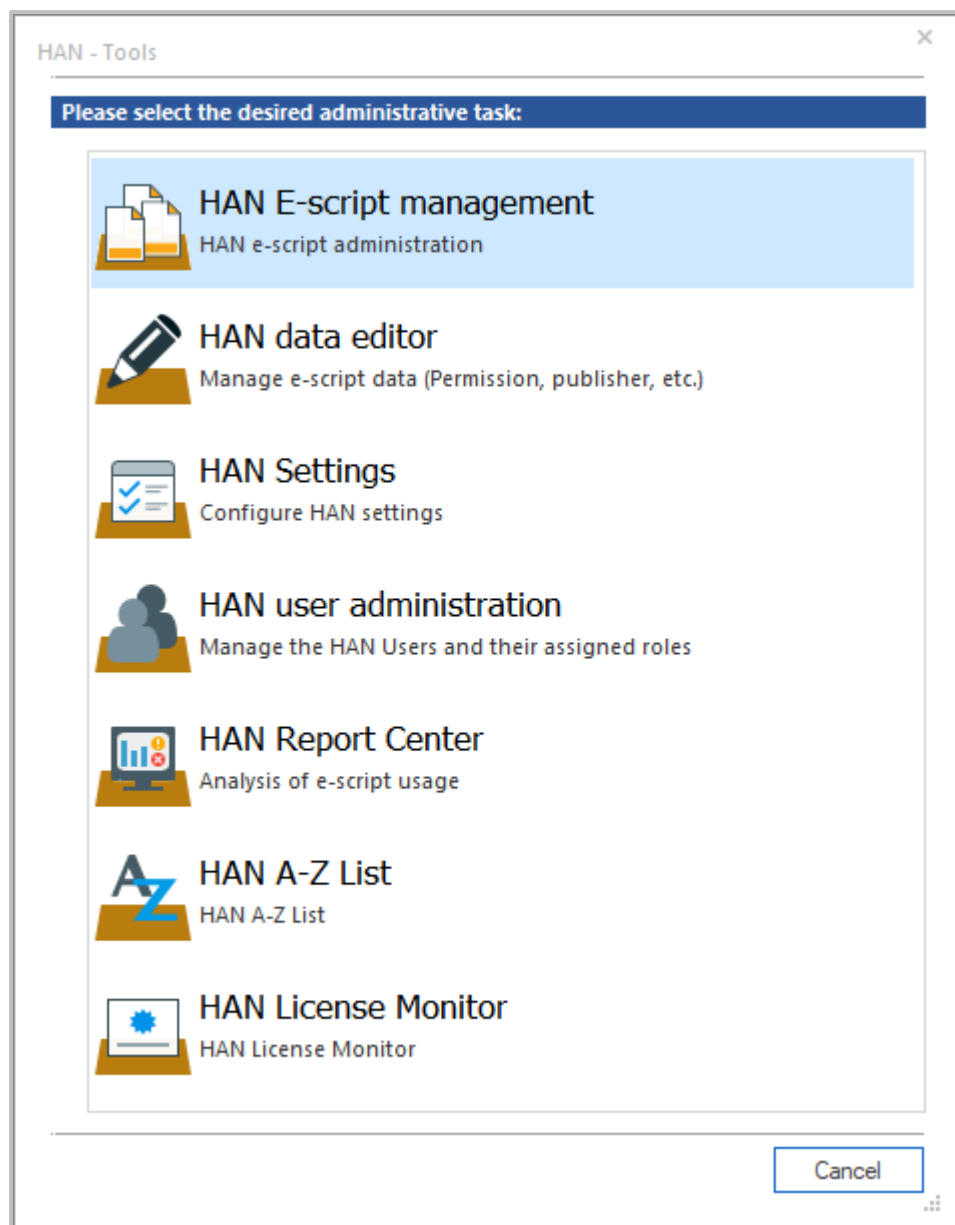 HAN - Tools
Please select the desired administrative task:
HAN E-script management
HAN e-script administration
HAN data editor
Manage e-script data (Permission, publisher, etc.)
HAN Settings
Configure HAN settings
HAN user administration
Manage the HAN Users and their assigned roles
HAN Report Center
Analysis of e-script usage
AZ
HAN A-Z List
HAN A-Z List
HAN License Monitor
HAN License Monitor
Cancel